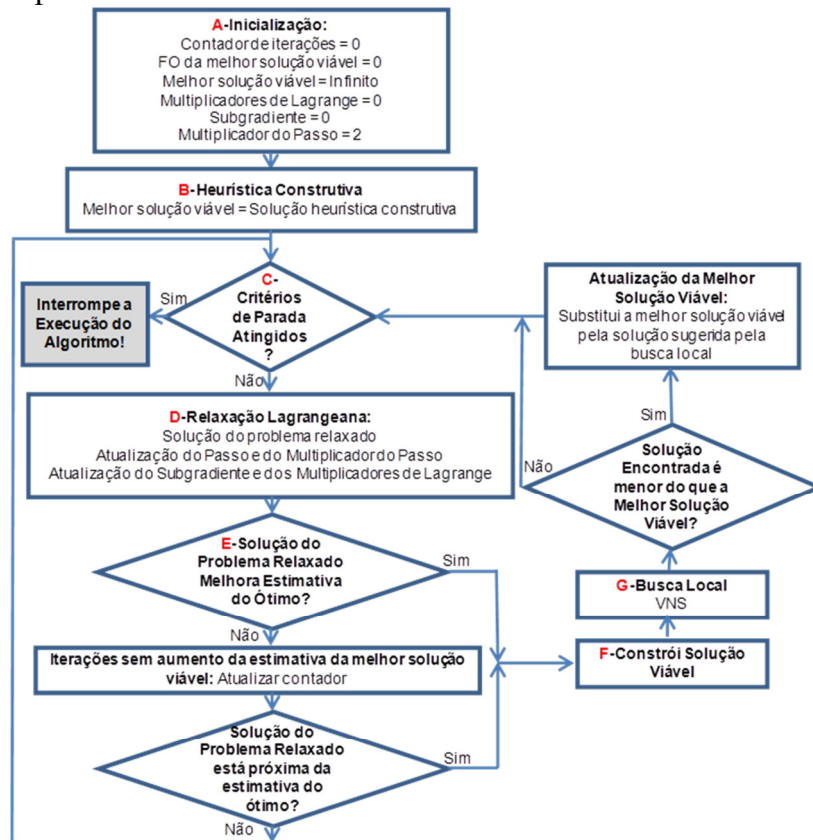 A-Inicialização:
Contador de iterações = 0
FO da melhor solução viável = 0
Melhor solução viável = Infinito
Multiplicadores de Lagrange = 0
Subgradiente = 0
Multiplicador do Passo = 2
B-Heurística Construtiva
Melhor solução viável = Solução heurística construtiva
C-
Critérios
de Parada
Atingidos
?
Sim
Interrompe a
Execução do
Algoritmo!
Não
D-Relaxação Lagrangeana:
Solução do problema relaxado
Atualização do Passo e do Multiplicador do Passo
Atualização do Subgradiente e dos Multiplicadores de Lagrange
E-Solução do
Problema Relaxado
Melhora Estimativa
do Ótimo?
Sim
Não
Iterações sem aumento da estimativa da melhor solução
viável: Atualizar contador
Solução do
Problema Relaxado
está próxima da
estimativa do
ótimo?
Sim
Não
F-Constrói Solução
Viável
G-Busca Local
VNS
Solução
Encontrada é
menor do que a
Melhor Solução
Viável?
Não
Sim
Atualização da Melhor
Solução Viável:
Substitui a melhor solução viável
pela solução sugerida pela
busca local